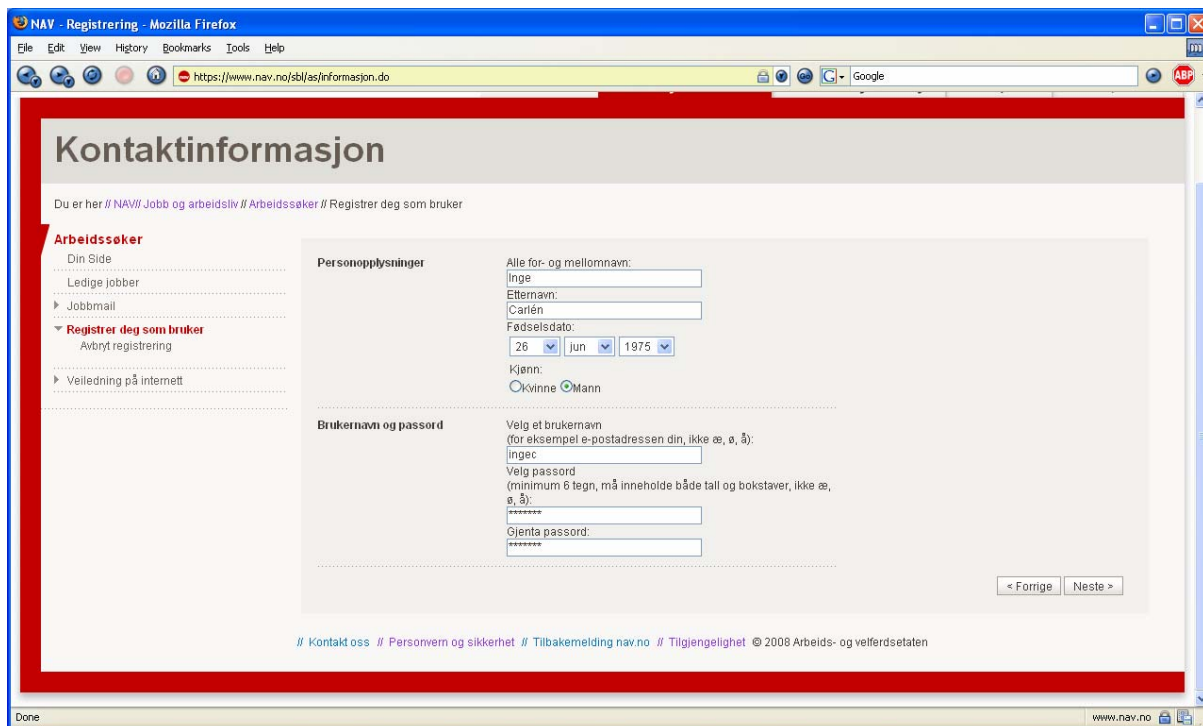 NAV - Registrering - Mozilla Firefox
File Edit View History Bookmarks Tools Help
https://www.nav.no/sbl/as/informasjon.do
G Google
ABP
Kontaktinformasjon
Du er her // NAV// Jobb og arbeidsliv // Arbeidssøker // Registrer deg som bruker
Arbeidssøker
Din Side
Ledige jobber
Jobbmail
Registrer deg som bruker
Avbryt registrering
Veiledning på internett
Personopplysninger
Alle for- og mellomnavn:
Inge
Etternavn:
Carlén
Fødselsdato:
26 jun 1975
Kjønn:
Kvinne Mann
Brukernavn og passord
Velg et brukernavn
(for eksempel e-postadressen din, ikke æ, ø, å):
ingec
Velg passord
(minimum 6 tegn, må inneholde både tall og bokstaver, ikke æ,
ø, å):
*******
Gjenta passord:
*******
< Forrige Neste >
// Kontakt oss // Personvern og sikkerhet // Tilbakemelding nav.no // Tilgjengelighet © 2008 Arbeids- og velferdsetaten
Done www.nav.no